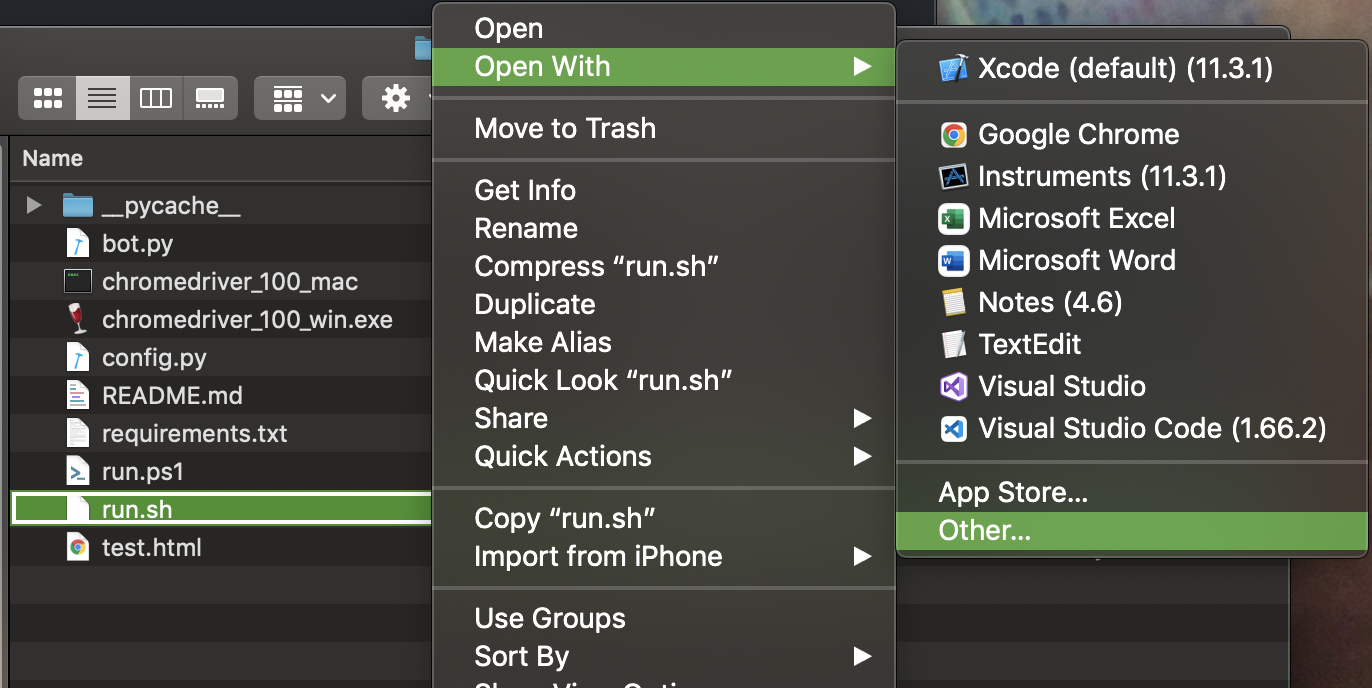 Name
__pycache__
bot.py
chromedriver_100_mac
chromedriver_100_win.exe
config.py
README.md
requirements.txt
run.ps1
run.sh
test.html
Open
Open With
Move to Trash
Get Info
Rename
Compress “run.sh”
Duplicate
Make Alias
Quick Look “run.sh”
Share
Quick Actions
Copy “run.sh”
Import from iPhone
Use Groups
Sort By
Xcode (default) (11.3.1)
Google Chrome
Instruments (11.3.1)
Microsoft Excel
Microsoft Word
Notes (4.6)
TextEdit
Visual Studio
Visual Studio Code (1.66.2)
App Store...
Other...